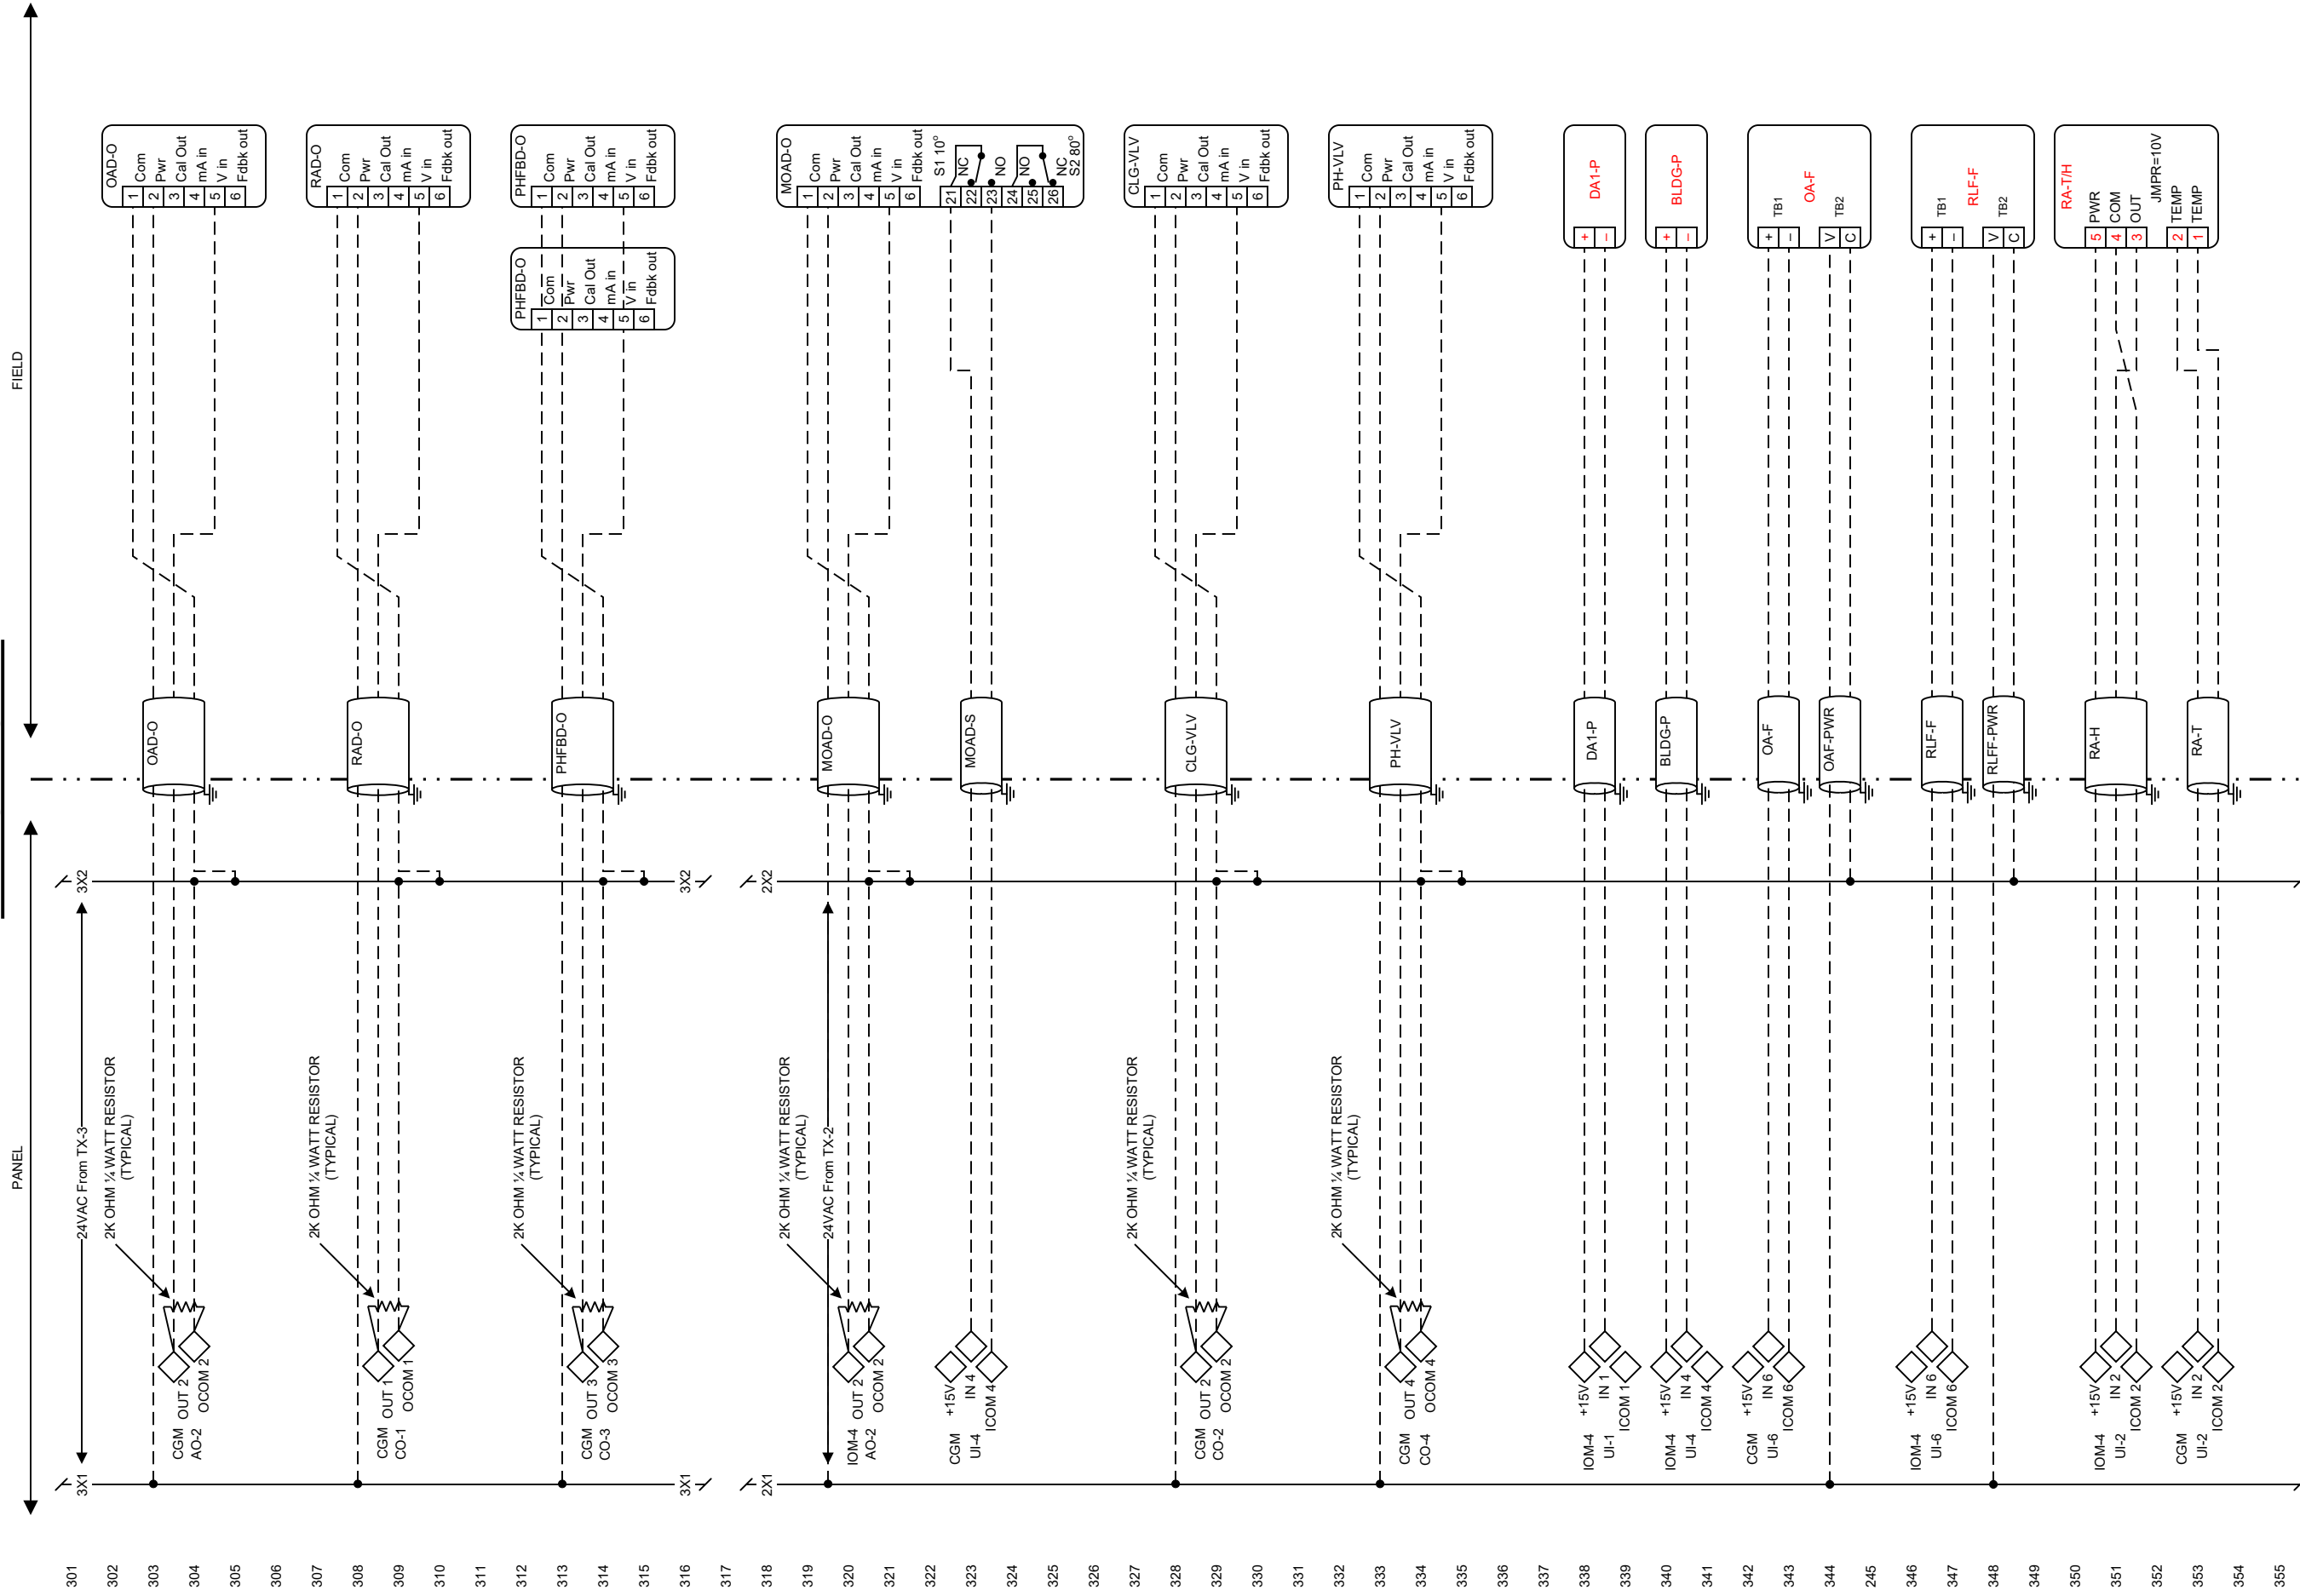 PANEL
FIELD
301
302
303
304
305
306
307
308
309
310
311
312
313
314
315
316
317
318
319
320
321
322
323
324
325
326
327
328
329
330
331
332
333
334
335
336
337
338
339
340
341
342
343
344
245
346
347
348
349
350
351
352
353
354
355
3X1
24VAC From TX-3
3X2
2K OHM ¼ WATT RESISTOR
(TYPICAL)
CGM
AO-2
OUT 2
OCOM 2
OAD-O
OAD-O
1 Com
2 Pwr
3 Cal Out
4 mA in
5 V in
6 Fdbk out
2K OHM ¼ WATT RESISTOR
(TYPICAL)
CGM
CO-1
OUT 1
OCOM 1
RAD-O
RAD-O
1 Com
2 Pwr
3 Cal Out
4 mA in
5 V in
6 Fdbk out
2K OHM ¼ WATT RESISTOR
(TYPICAL)
CGM
CO-3
OUT 3
OCOM 3
PHFBD-O
PHFBD-O
1 Com
2 Pwr
3 Cal Out
4 mA in
5 V in
6 Fdbk out
PHFBD-O
1 Com
2 Pwr
3 Cal Out
4 mA in
5 V in
6 Fdbk out
3X1
3X2
2X1
2X2
2K OHM ¼ WATT RESISTOR
(TYPICAL)
24VAC From TX-2
IOM-4
AO-2
OUT 2
OCOM 2
MOAD-O
MOAD-O
1 Com
2 Pwr
3 Cal Out
4 mA in
5 V in
6 Fdbk out
CGM
UI-4
+15V
IN 4
ICOM 4
MOAD-S
S1 10°
21
22 NC
23 NO
24
25 NO
26 NC
S2 80°
2K OHM ¼ WATT RESISTOR
(TYPICAL)
CGM
CO-2
OUT 2
OCOM 2
CLG-VLV
CLG-VLV
1 Com
2 Pwr
3 Cal Out
4 mA in
5 V in
6 Fdbk out
2K OHM ¼ WATT RESISTOR
(TYPICAL)
CGM
CO-4
OUT 4
OCOM 4
PH-VLV
PH-VLV
1 Com
2 Pwr
3 Cal Out
4 mA in
5 V in
6 Fdbk out
IOM-4
UI-1
+15V
IN 1
ICOM 1
DA1-P
+
–
DA1-P
IOM-4
UI-4
+15V
IN 4
ICOM 4
BLDG-P
+
–
BLDG-P
CGM
UI-6
+15V
IN 6
ICOM 6
OA-F
OAF-PWR
+
–
TB1
OA-F
V
C
TB2
IOM-4
UI-6
+15V
IN 6
ICOM 6
RLF-F
RLFF-PWR
+
–
TB1
RLF-F
V
C
TB2
IOM-4
UI-2
+15V
IN 2
ICOM 2
RA-H
RA-T/H
5 PWR
4 COM
3 OUT
JMPR=10V
2 TEMP
1 TEMP
CGM
UI-2
+15V
IN 2
ICOM 2
RA-T